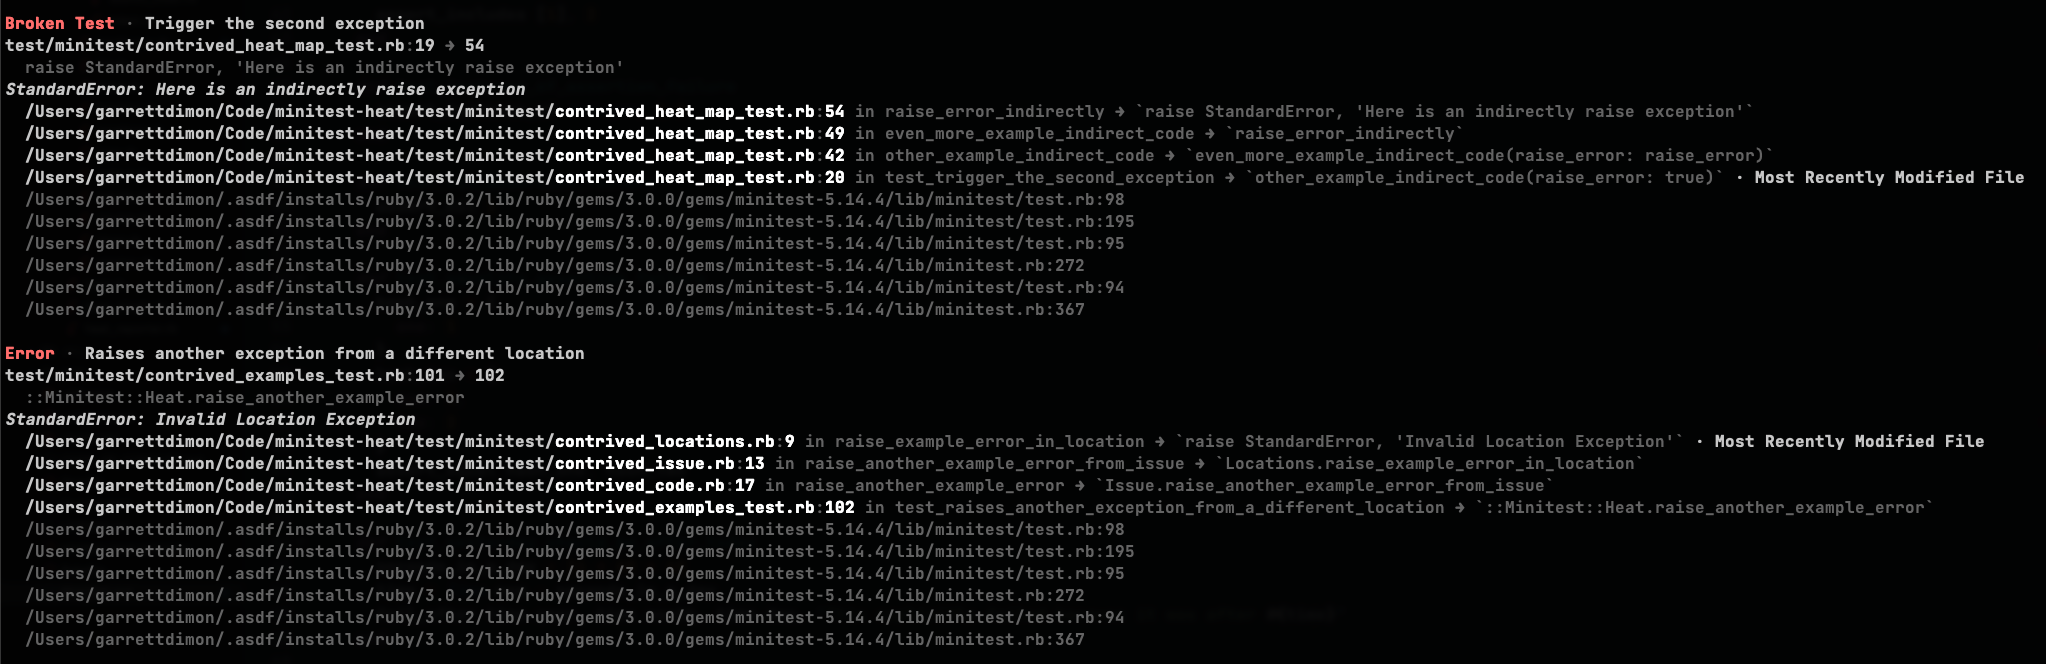 Broken Test · Trigger the second exception
test/minitest/contrived_heat_map_test.rb:19 → 54
raise StandardError, 'Here is an indirectly raise exception'
StandardError: Here is an indirectly raise exception
/Users/garrettdimon/Code/minitest-heat/test/minitest/contrived_heat_map_test.rb:54 in raise_error_indirectly → `raise StandardError, 'Here is an indirectly raise exception'`
/Users/garrettdimon/Code/minitest-heat/test/minitest/contrived_heat_map_test.rb:49 in even_more_example_indirect_code → `raise_error_indirectly`
/Users/garrettdimon/Code/minitest-heat/test/minitest/contrived_heat_map_test.rb:42 in other_example_indirect_code → `even_more_example_indirect_code(raise_error: raise_error)`
/Users/garrettdimon/Code/minitest-heat/test/minitest/contrived_heat_map_test.rb:20 in test_trigger_the_second_exception → `other_example_indirect_code(raise_error: true)` · Most Recently Modified File
/Users/garrettdimon/.asdf/installs/ruby/3.0.2/lib/ruby/gems/3.0.0/gems/minitest-5.14.4/lib/minitest/test.rb:98
/Users/garrettdimon/.asdf/installs/ruby/3.0.2/lib/ruby/gems/3.0.0/gems/minitest-5.14.4/lib/minitest/test.rb:195
/Users/garrettdimon/.asdf/installs/ruby/3.0.2/lib/ruby/gems/3.0.0/gems/minitest-5.14.4/lib/minitest/test.rb:95
/Users/garrettdimon/.asdf/installs/ruby/3.0.2/lib/ruby/gems/3.0.0/gems/minitest-5.14.4/lib/minitest.rb:272
/Users/garrettdimon/.asdf/installs/ruby/3.0.2/lib/ruby/gems/3.0.0/gems/minitest-5.14.4/lib/minitest/test.rb:94
/Users/garrettdimon/.asdf/installs/ruby/3.0.2/lib/ruby/gems/3.0.0/gems/minitest-5.14.4/lib/minitest.rb:367
Error · Raises another exception from a different location
test/minitest/contrived_examples_test.rb:101 → 102
::Minitest::Heat.raise_another_example_error
StandardError: Invalid Location Exception
/Users/garrettdimon/Code/minitest-heat/test/minitest/contrived_locations.rb:9 in raise_example_error_in_location → `raise StandardError, 'Invalid Location Exception'` · Most Recently Modified File
/Users/garrettdimon/Code/minitest-heat/test/minitest/contrived_issue.rb:13 in raise_another_example_error_from_issue → `Locations.raise_example_error_in_location`
/Users/garrettdimon/Code/minitest-heat/test/minitest/contrived_code.rb:17 in raise_another_example_error → `Issue.raise_another_example_error_from_issue`
/Users/garrettdimon/Code/minitest-heat/test/minitest/contrived_examples_test.rb:102 in test_raises_another_exception_from_a_different_location → `::Minitest::Heat.raise_another_example_error`
/Users/garrettdimon/.asdf/installs/ruby/3.0.2/lib/ruby/gems/3.0.0/gems/minitest-5.14.4/lib/minitest/test.rb:98
/Users/garrettdimon/.asdf/installs/ruby/3.0.2/lib/ruby/gems/3.0.0/gems/minitest-5.14.4/lib/minitest/test.rb:195
/Users/garrettdimon/.asdf/installs/ruby/3.0.2/lib/ruby/gems/3.0.0/gems/minitest-5.14.4/lib/minitest/test.rb:95
/Users/garrettdimon/.asdf/installs/ruby/3.0.2/lib/ruby/gems/3.0.0/gems/minitest-5.14.4/lib/minitest.rb:272
/Users/garrettdimon/.asdf/installs/ruby/3.0.2/lib/ruby/gems/3.0.0/gems/minitest-5.14.4/lib/minitest/test.rb:94
/Users/garrettdimon/.asdf/installs/ruby/3.0.2/lib/ruby/gems/3.0.0/gems/minitest-5.14.4/lib/minitest.rb:367